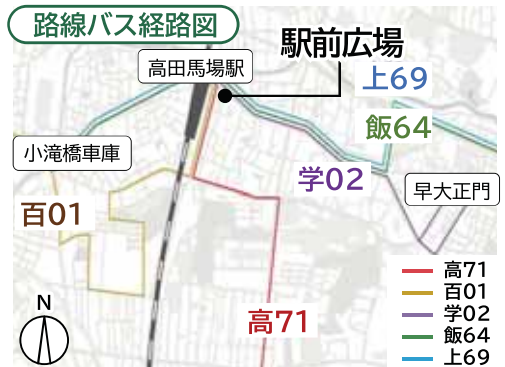 路線バス経路図
駅前広場
高田馬場駅
上69
飯64
小滝橋車庫
学02
早大正門
百01
高71
N
高71
百01
学02
飯64
上69